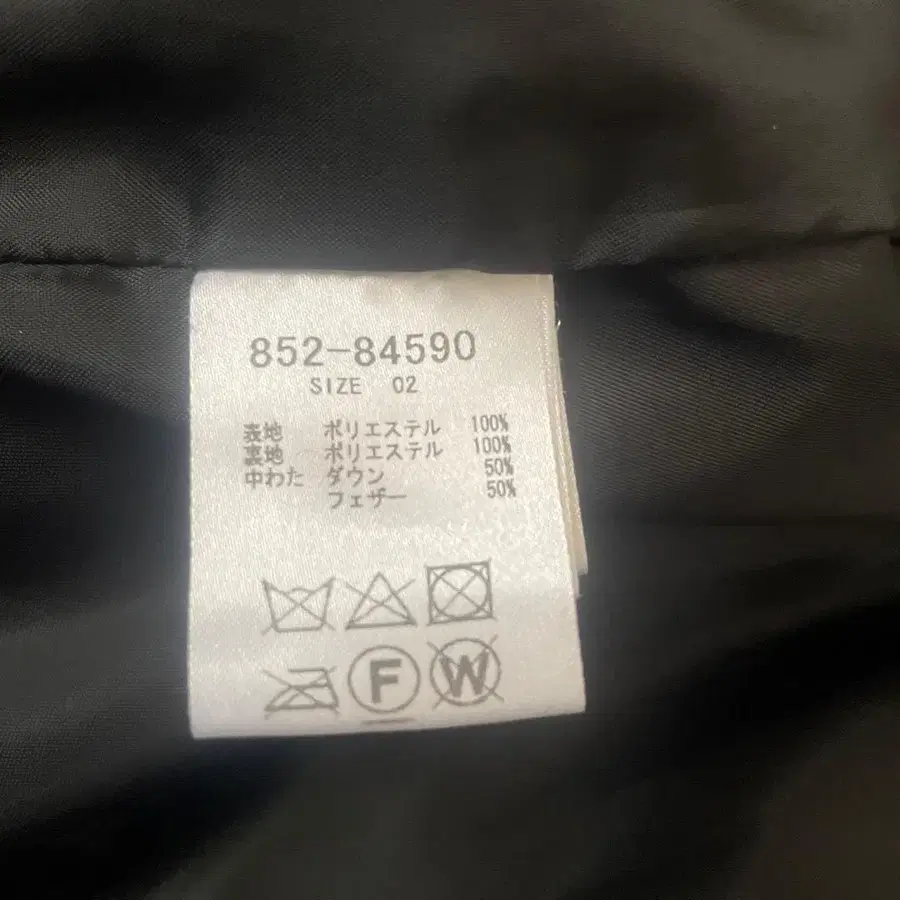 852-84590
SIZE 02
表地 ポリエステル 100%
裏地 ポリエステル 100%
中わた ダウン 50%
フェザー 50%
F W